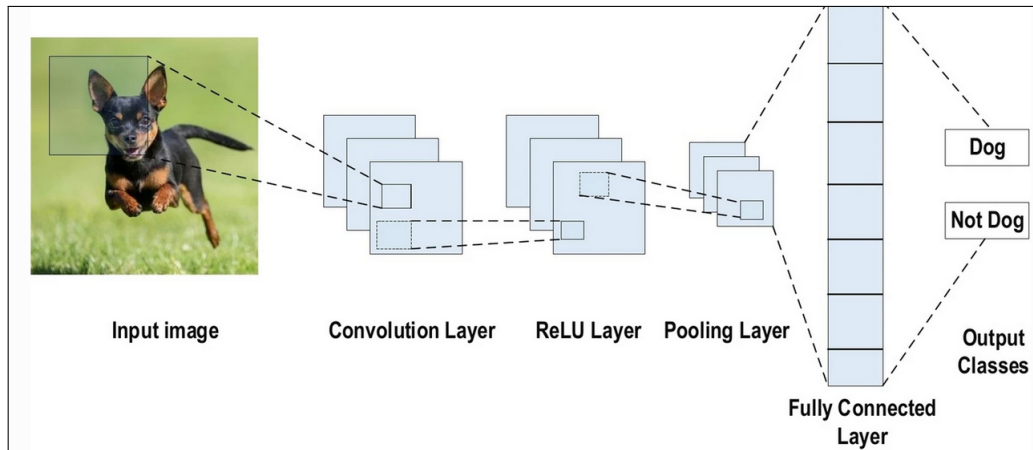 Dog
Not Dog
Input image
Convolution Layer
ReLU Layer
Pooling Layer
Output
Classes
Fully Connected
Layer